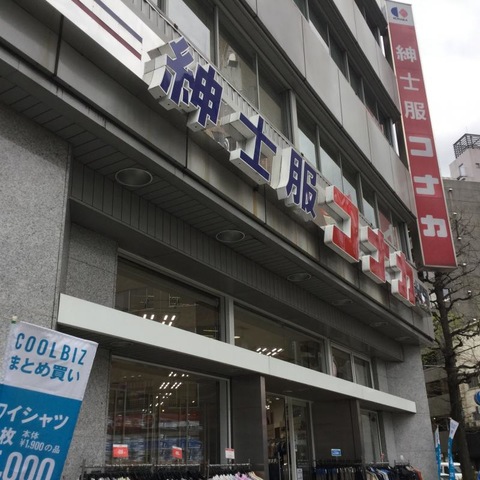 紳士服コナカ
紳士服コナカ
COOLBIZ
まとめ買い
ワイシャツ
枚 本体
¥1,900の品
,000